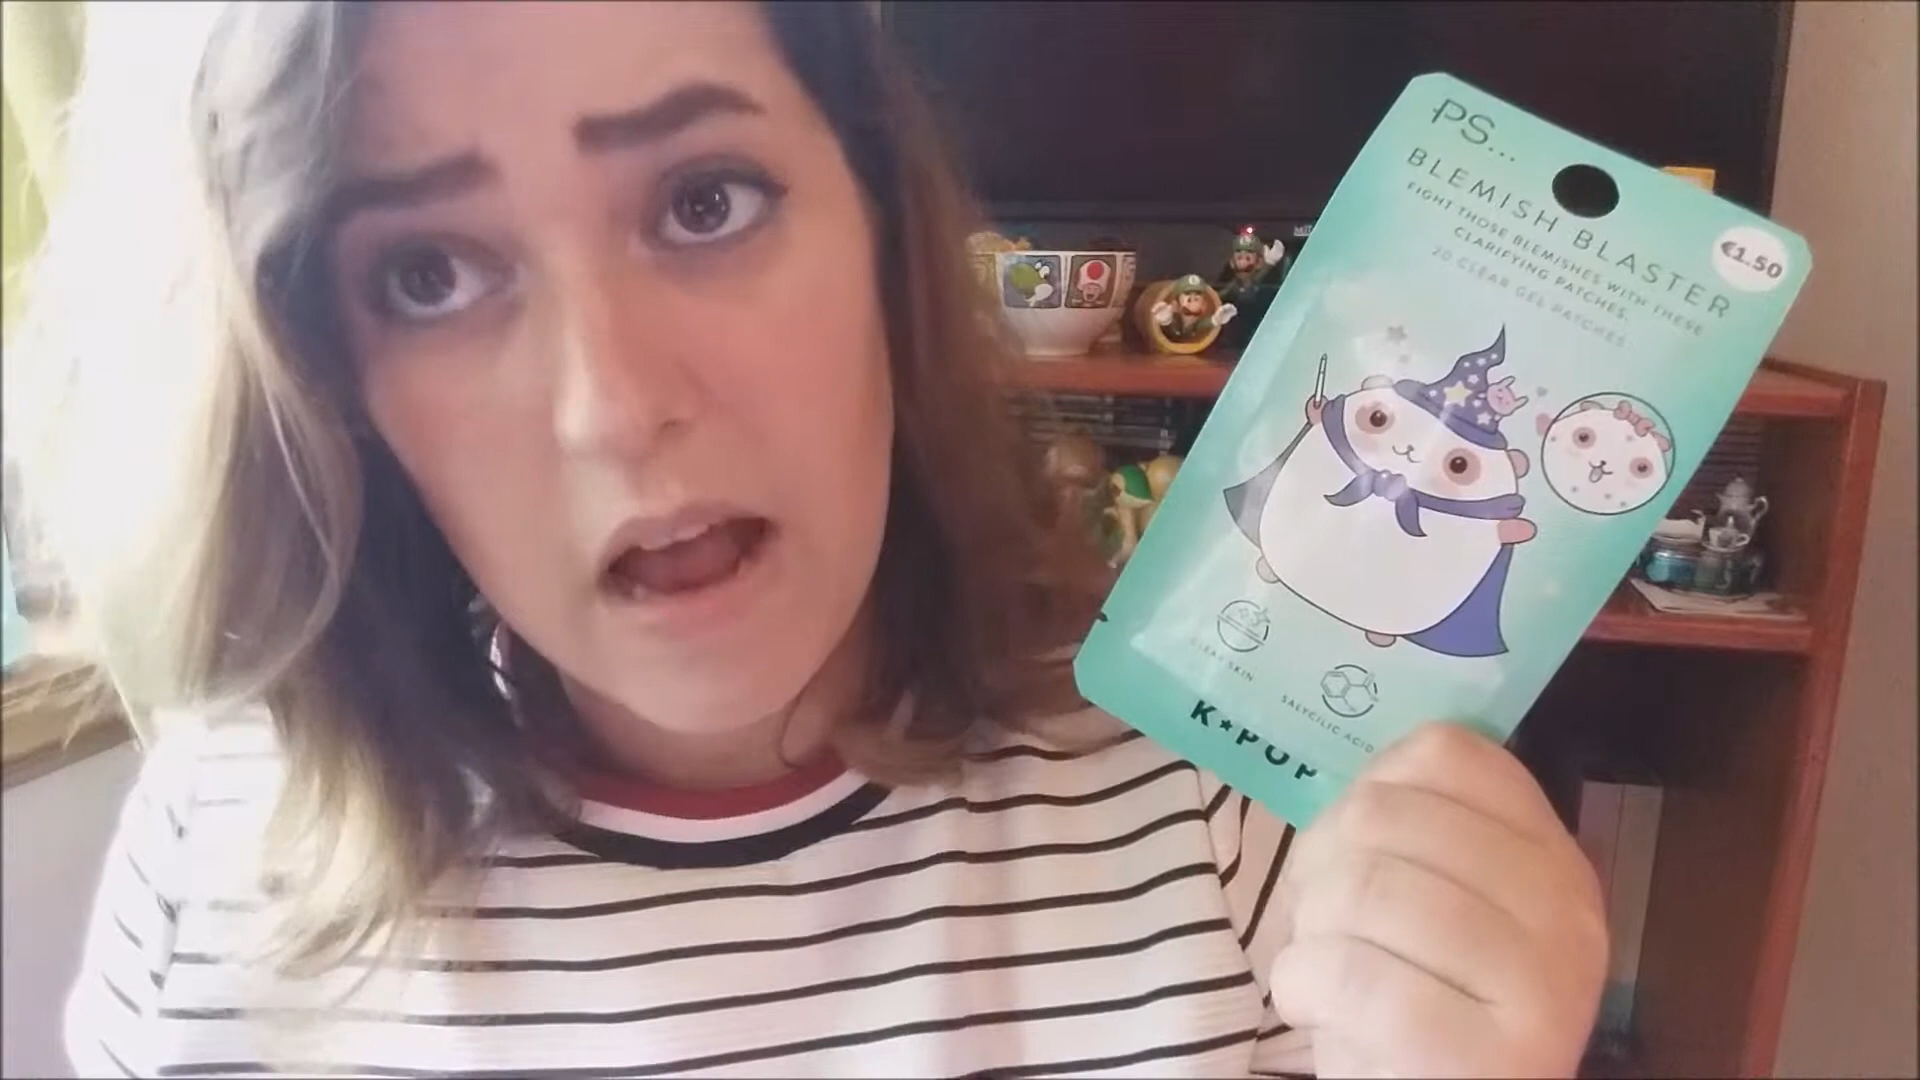 PS...
BLEMISH BLASTER
€1.50
FIGHT THOSE BLEMISHES WITH THESE
CLARIFYING PATCHES.
20 CLEAR GEL PATCHES.
CLEAR SKIN
SALYCILIC ACID
K*POP